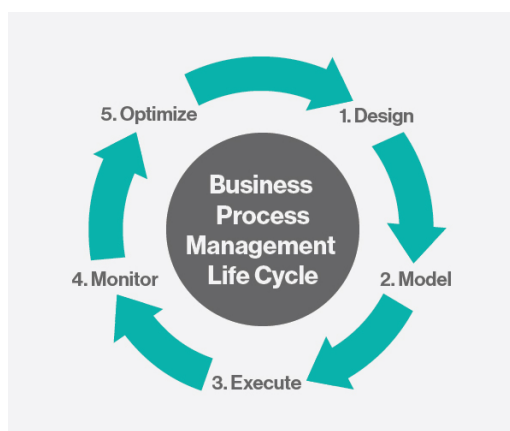 Business
Process
Management
Life Cycle
1. Design
2. Model
3. Execute
4. Monitor
5. Optimize